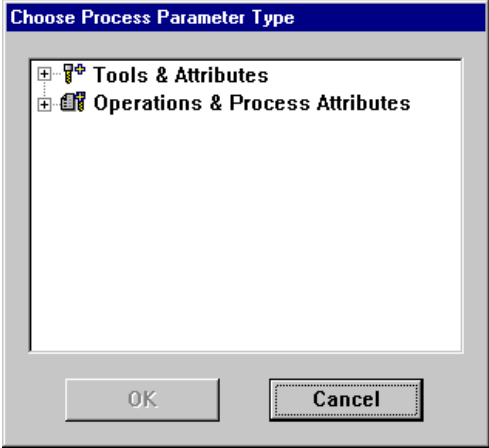 Choose Process Parameter Type
Tools & Attributes
Operations & Process Attributes
OK
Cancel